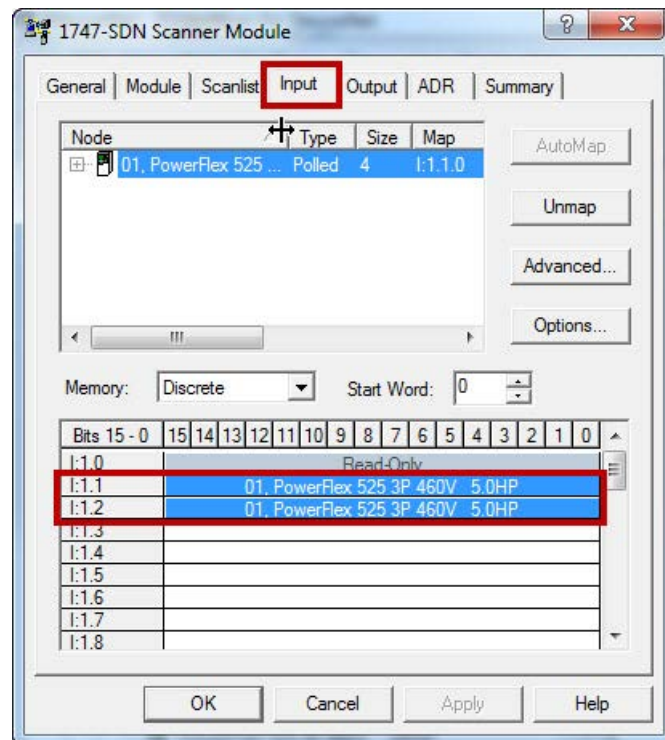 1747-SDN Scanner Module
General Module Scanlist Input Output ADR Summary
Node Type Size Map
01, PowerFlex 525 ... Polled 4 I:1.1.0
AutoMap
Unmap
Advanced...
Options...
Memory: Discrete Start Word: 0
Bits 15 - 0 15 14 13 12 11 10 9 8 7 6 5 4 3 2 1 0
I:1.0 Read-Only
I:1.1 01, PowerFlex 525 3P 460V 5.0HP
I:1.2 01, PowerFlex 525 3P 460V 5.0HP
I:1.3
I:1.4
I:1.5
I:1.6
I:1.7
I:1.8
OK Cancel Apply Help